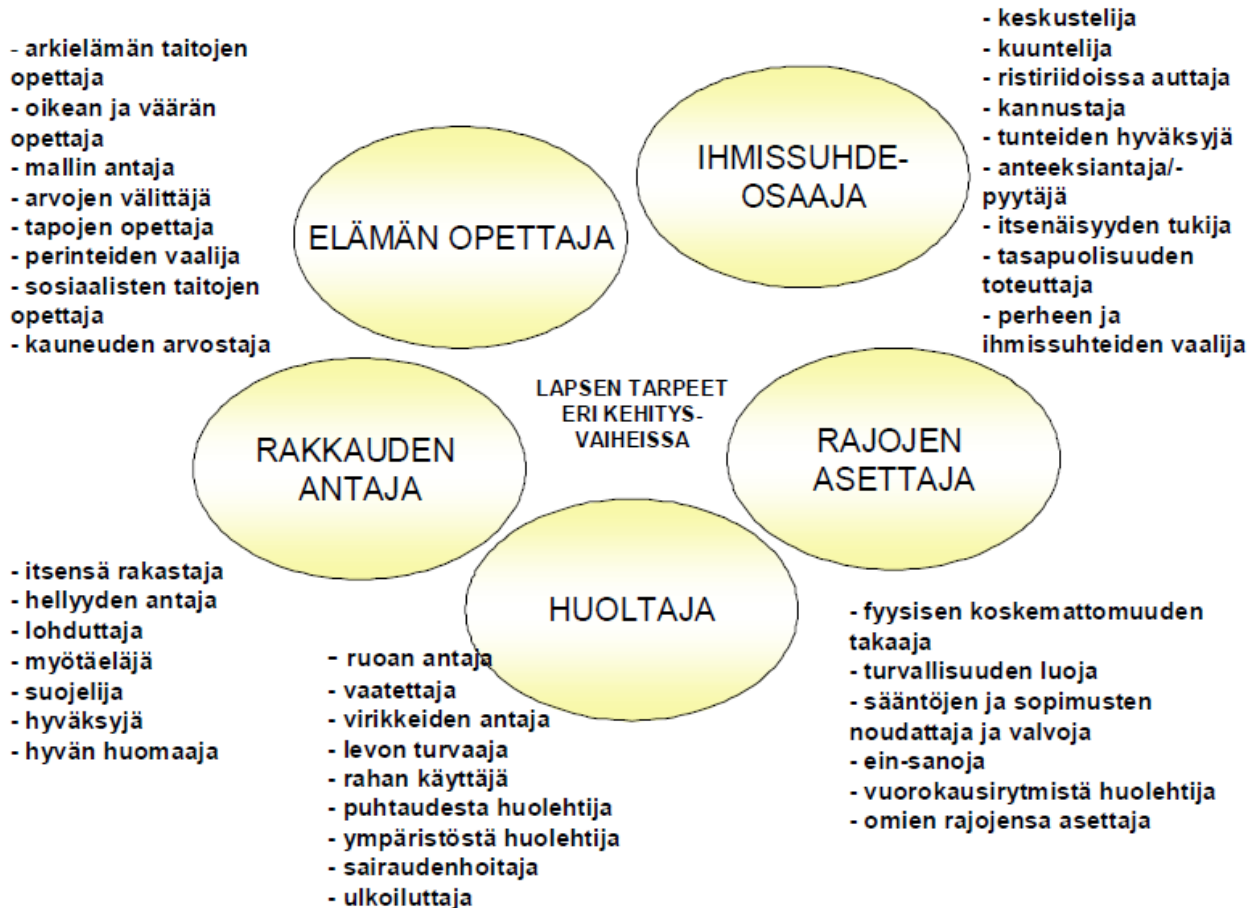 - arkielämän taitojen
opettaja
- oikean ja väärän
opettaja
- mallin antaja
- arvojen välittäjä
- tapojen opettaja
- perinteiden vaalija
- sosiaalisten taitojen
opettaja
- kauneuden arvostaja
ELÄMÄN OPETTAJA
IHMISSUHDE-
OSAAJA
- keskustelija
- kuuntelija
- ristiriidoissa auttaja
- kannustaja
- tunteiden hyväksyjä
- anteeksiantaja/-
pyytäjä
- itsenäisyyden tukija
- tasapuolisuuden
toteuttaja
- perheen ja
ihmissuhteiden vaalija
LAPSEN TARPEET
ERI KEHITYS-
VAIHEISSA
RAKKAUDEN
ANTAJA
- itsensä rakastaja
- hellyyden antaja
- lohduttaja
- myötäeläjä
- suojelija
- hyväksyjä
- hyvän huomaaja
HUOLTAJA
- ruoan antaja
- vaatettaja
- virikkeiden antaja
- levon turvaaja
- rahan käyttäjä
- puhtaudesta huolehtija
- ympäristöstä huolehtija
- sairaudenhoitaja
- ulkoiluttaja
RAJOJEN
ASETTAJA
- fyysisen koskemattomuuden
takaaja
- turvallisuuden luoja
- sääntöjen ja sopimusten
noudattaja ja valvoja
- ein-sanoja
- vuorokausirytmistä huolehtija
- omien rajojensa asettaja